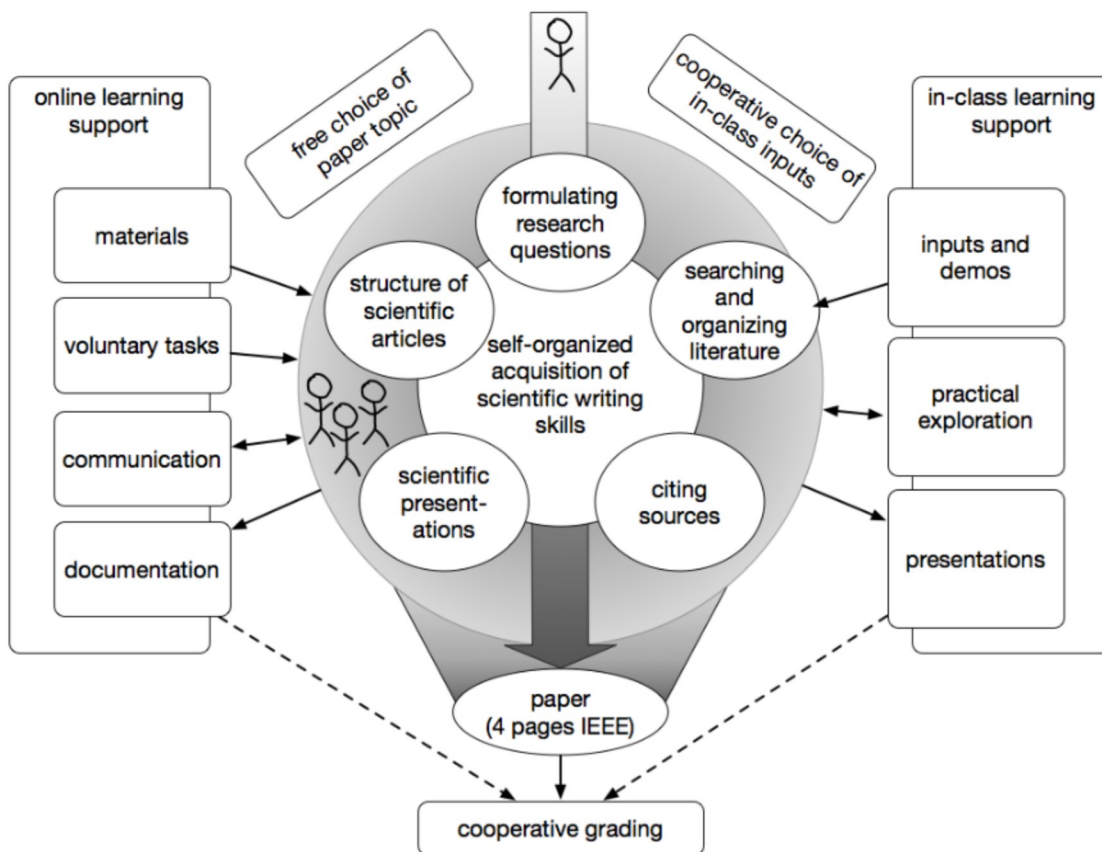 online learning
support
free choice of
paper topic
cooperative choice of
in-class inputs
in-class learning
support
materials
voluntary tasks
communication
documentation
formulating
research
questions
structure of
scientific
articles
searching
and
organizing
literature
self-organized
acquisition of
scientific writing
skills
scientific
present-
ations
citing
sources
inputs and
demos
practical
exploration
presentations
paper
(4 pages IEEE)
cooperative grading